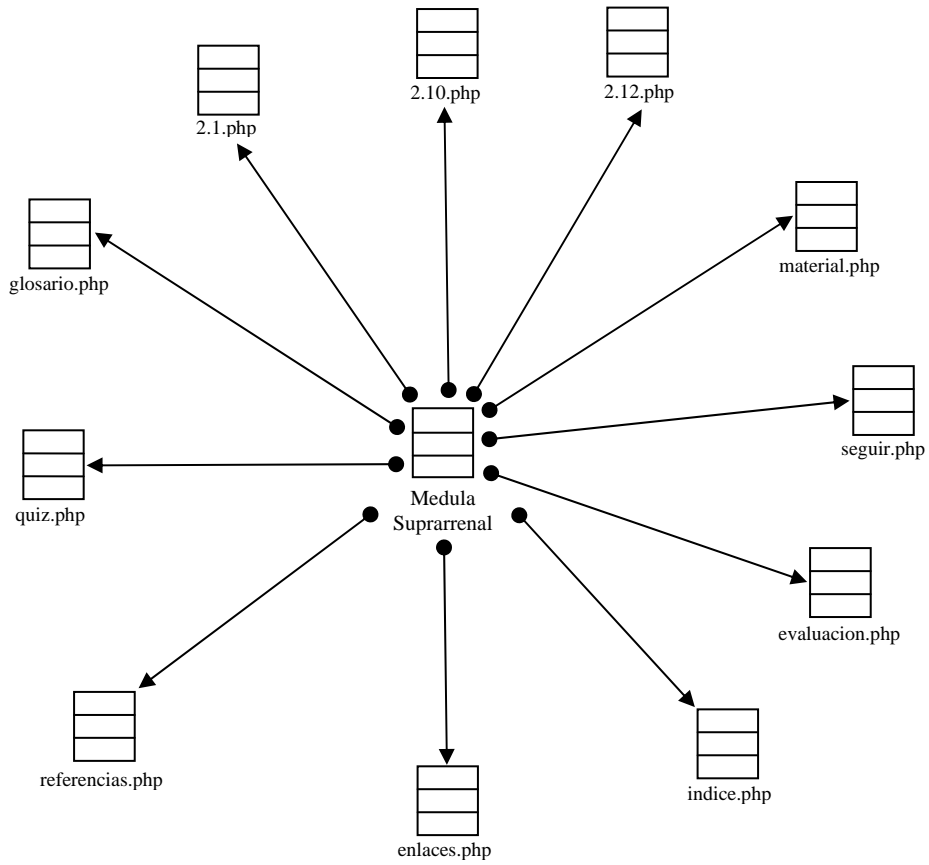 2.10.php
2.12.php
2.1.php
material.php
glosario.php
seguir.php
Medula
Suprarrenal
quiz.php
evaluacion.php
referencias.php
indice.php
enlaces.php